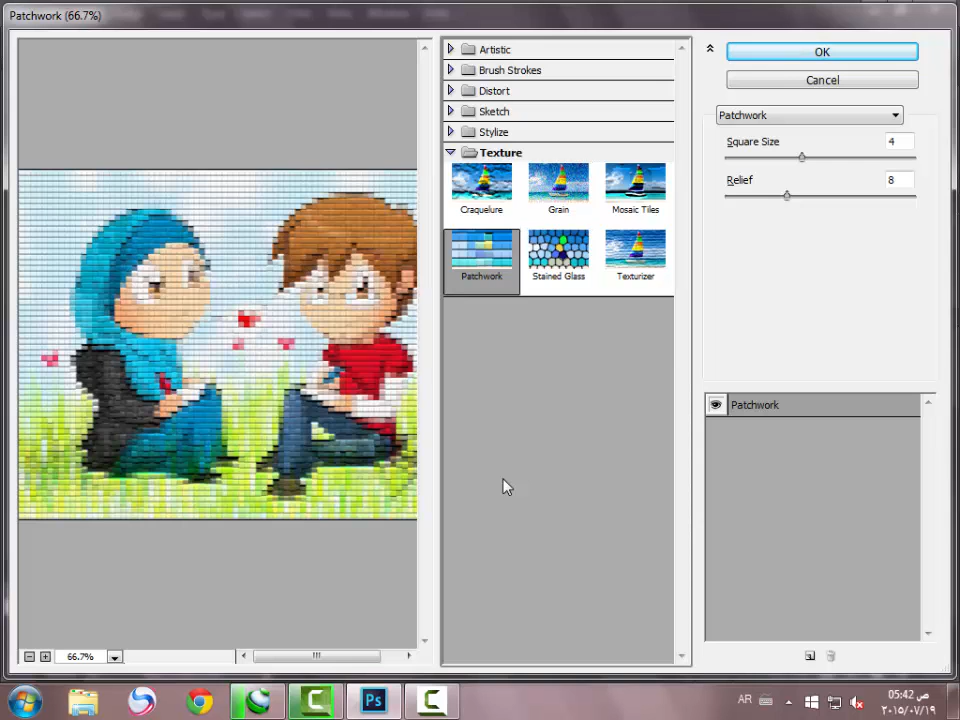 Patchwork (66.7%)
Artistic
Brush Strokes
Distort
Sketch
Stylize
Texture
Craquelure
Grain
Mosaic Tiles
Patchwork
Stained Glass
Texturizer
OK
Cancel
Patchwork
Square Size 4
Relief 8
Patchwork
66.7%
Ps
AR
05:42 ص
٢٠١٥/٠٧/١٩